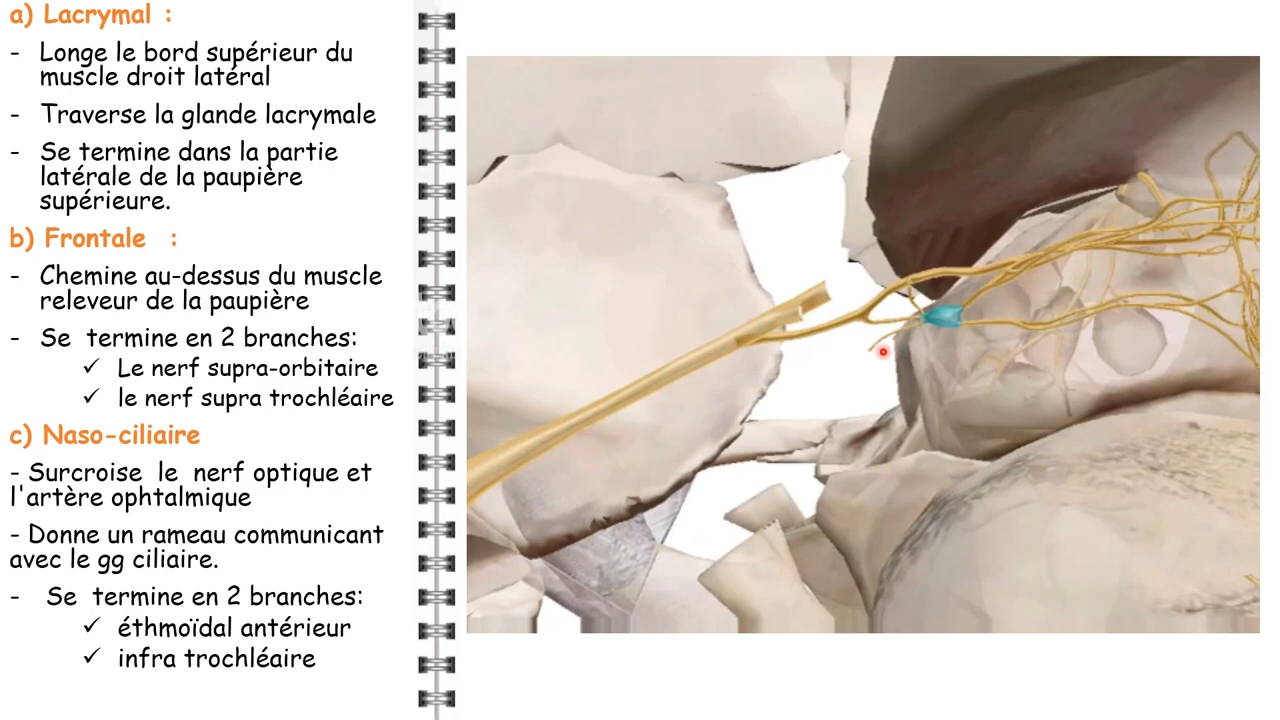 a) Lacrymal :
- Longe le bord supérieur du
muscle droit latéral
- Traverse la glande lacrymale
- Se termine dans la partie
latérale de la paupière
supérieure.
b) Frontale :
- Chemine au-dessus du muscle
releveur de la paupière
- Se termine en 2 branches:
✓ Le nerf supra-orbitaire
✓ le nerf supra trochléaire
c) Naso-ciliaire
- Surcroise le nerf optique et
l'artère ophtalmique
- Donne un rameau communicant
avec le gg ciliaire.
- Se termine en 2 branches:
✓ éthmoïdal antérieur
✓ infra trochléaire